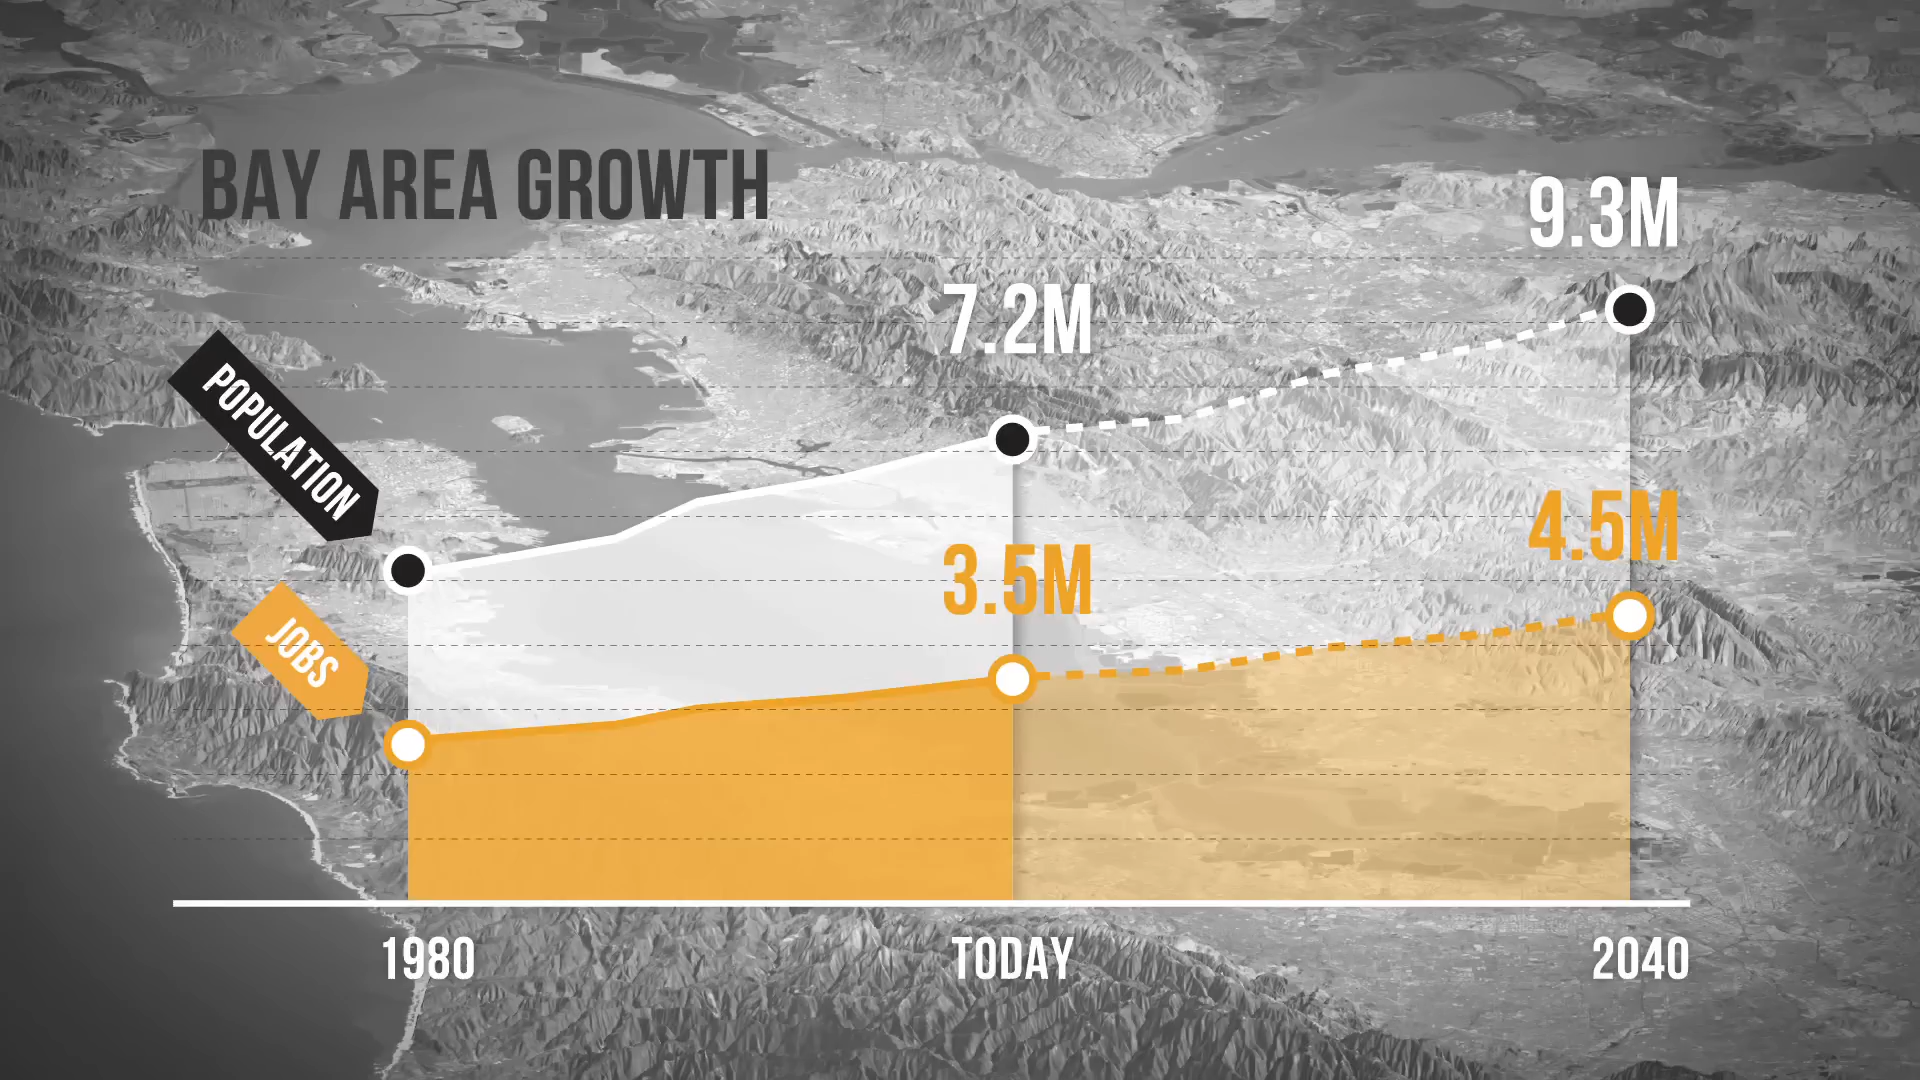 BAY AREA GROWTH
9.3M
7.2M
POPULATION
4.5M
3.5M
JOBS
1980
TODAY
2040